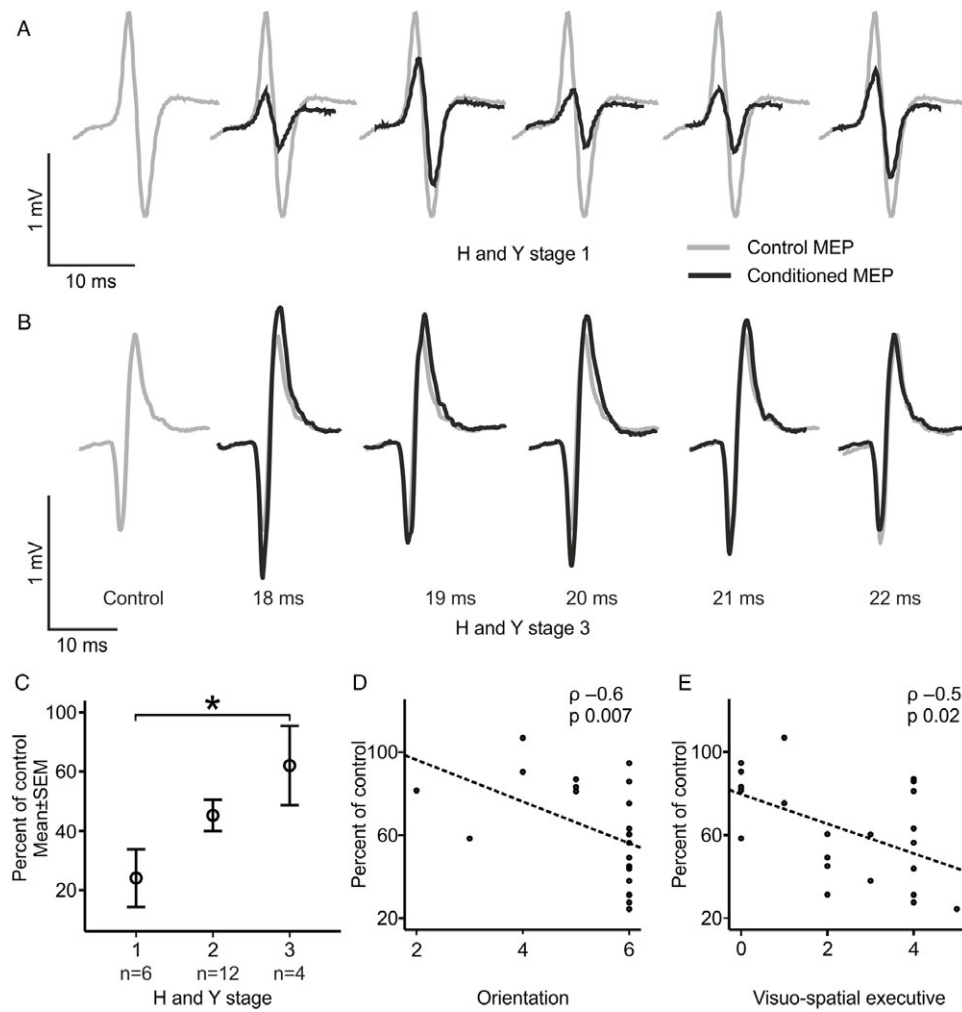 A
1 mV
10 ms
H and Y stage 1
Control MEP
Conditioned MEP
B
1 mV
10 ms
Control
18 ms
19 ms
20 ms
21 ms
22 ms
H and Y stage 3
C
*
Percent of control
Mean±SEM
100
60
40
20
1
2
3
n=6
n=12
n=4
H and Y stage
D
ρ –0.6
p 0.007
Percent of control
100
60
20
2
4
6
Orientation
E
ρ –0.5
p 0.02
Percent of control
100
60
20
0
2
4
Visuo-spatial executive